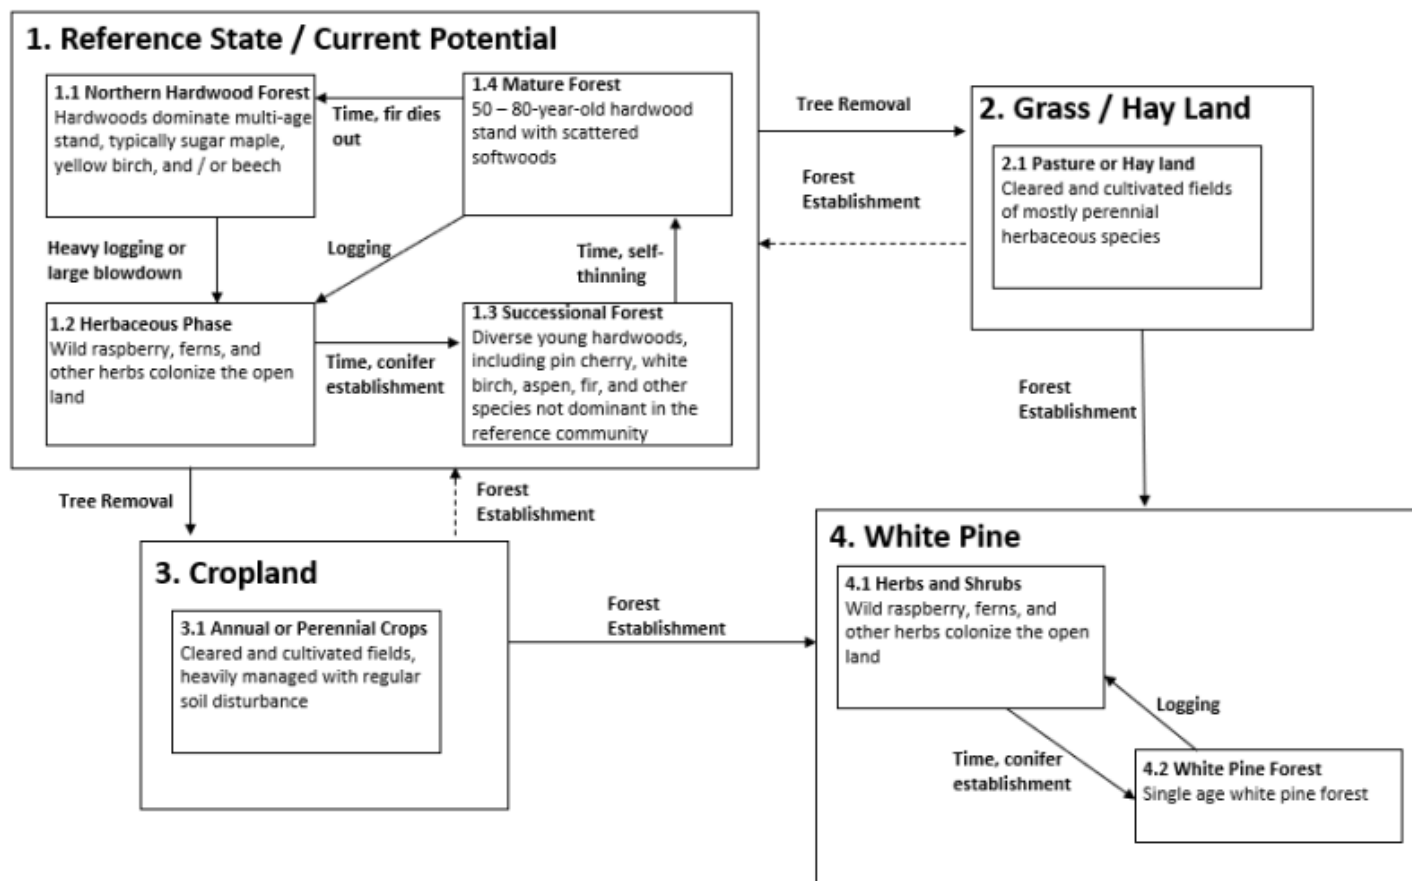 1. Reference State / Current Potential
1.1 Northern Hardwood Forest
Hardwoods dominate multi-age
stand, typically sugar maple,
yellow birch, and / or beech
Time, fir dies
out
1.4 Mature Forest
50 – 80-year-old hardwood
stand with scattered
softwoods
Heavy logging or
large blowdown
Logging
Time, self-
thinning
1.2 Herbaceous Phase
Wild raspberry, ferns, and
other herbs colonize the open
land
Time, conifer
establishment
1.3 Successional Forest
Diverse young hardwoods,
including pin cherry, white
birch, aspen, fir, and other
species not dominant in the
reference community
Tree Removal
Forest
Establishment
2. Grass / Hay Land
2.1 Pasture or Hay land
Cleared and cultivated fields
of mostly perennial
herbaceous species
Forest
Establishment
Tree Removal
Forest
Establishment
3. Cropland
3.1 Annual or Perennial Crops
Cleared and cultivated fields,
heavily managed with regular
soil disturbance
Forest
Establishment
4. White Pine
4.1 Herbs and Shrubs
Wild raspberry, ferns, and
other herbs colonize the open
land
Logging
Time, conifer
establishment
4.2 White Pine Forest
Single age white pine forest